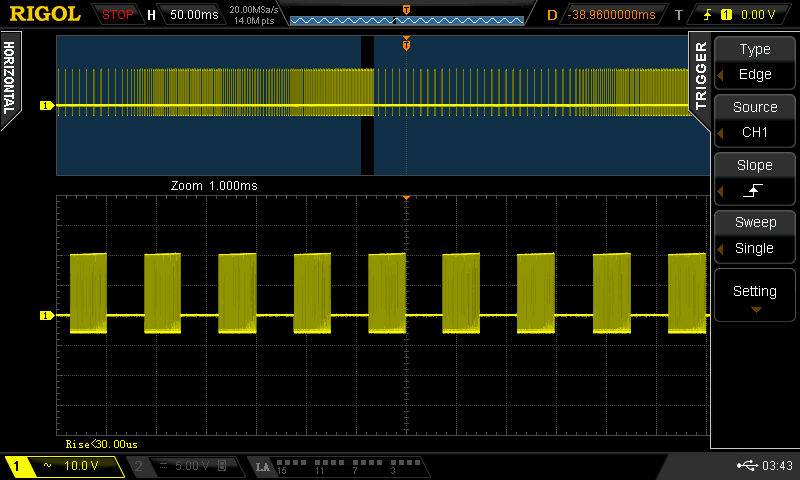 RIGOL STOP H 50.00ms 20.00MSa/s 14.0M pts D -38.9600000ms T 1 0.00 V
T
T
HORIZONTAL
TRIGGER
Type
Edge
Source
CH1
Slope
Sweep
Single
Setting
1
Zoom 1.000ms
1
Rise<30.00us
1 ~ 10.0 V 2 = 5.00 V B LA 15 11 7 3 03:43